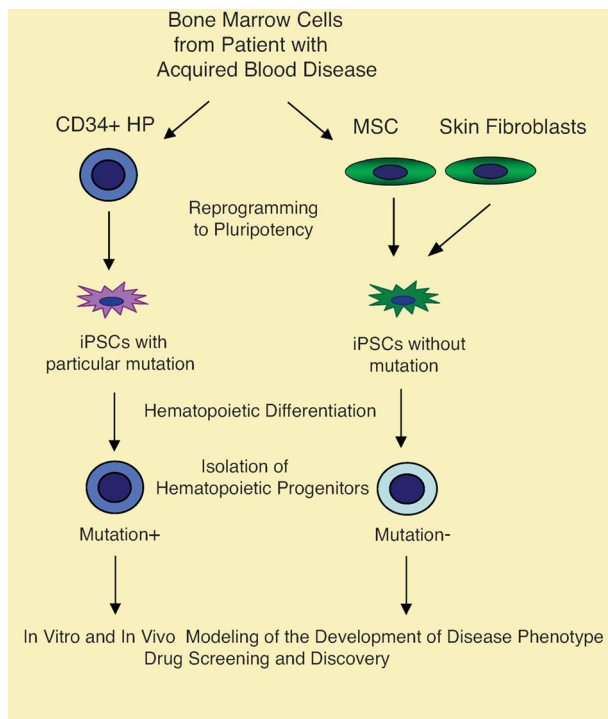 Bone Marrow Cells
from Patient with
Acquired Blood Disease
CD34+ HP
MSC
Skin Fibroblasts
Reprogramming
to Pluripotency
iPSCs with
particular mutation
iPSCs without
mutation
Hematopoietic Differentiation
Isolation of
Hematopoietic Progenitors
Mutation+
Mutation-
In Vitro and In Vivo Modeling of the Development of Disease Phenotype
Drug Screening and Discovery